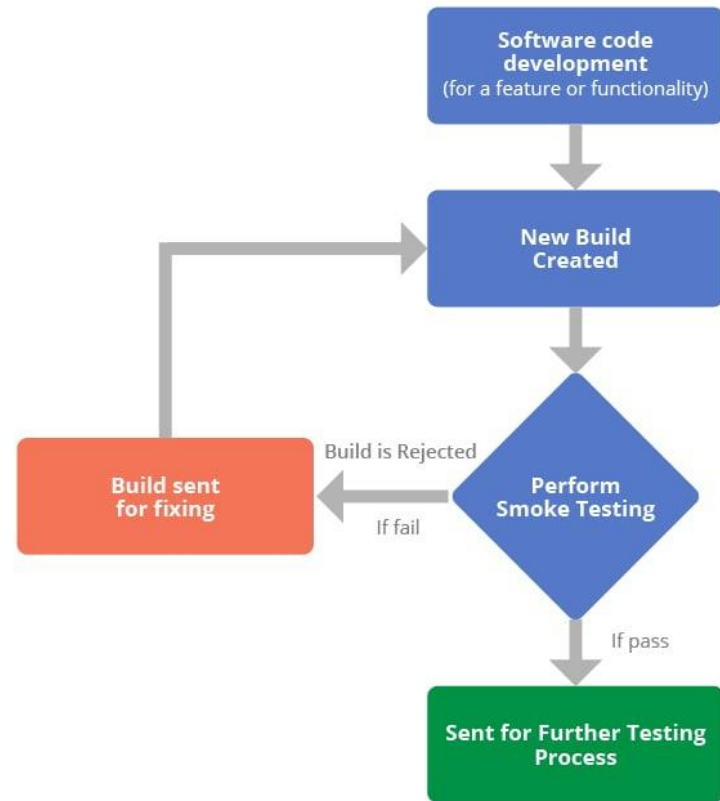 Software code
development
(for a feature or functionality)
New Build
Created
Build is Rejected
Build sent
for fixing
If fail
Perform
Smoke Testing
If pass
Sent for Further Testing
Process